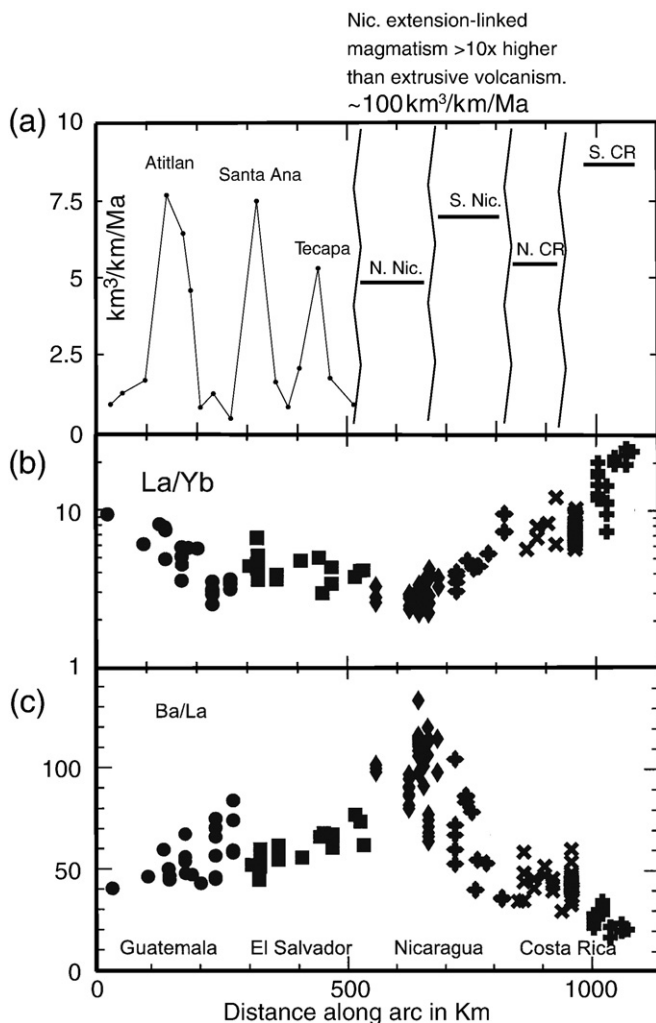 Nic. extension-linked
magmatism >10x higher
than extrusive volcanism.
~100km³/km/Ma
(a)
10
7.5
5
2.5
0
km³/km/Ma
Atitlan
Santa Ana
Tecapa
N. Nic.
S. Nic.
N. CR
S. CR
(b)
La/Yb
10
1
(c)
Ba/La
100
50
0
Guatemala El Salvador Nicaragua Costa Rica
0 500 1000
Distance along arc in Km